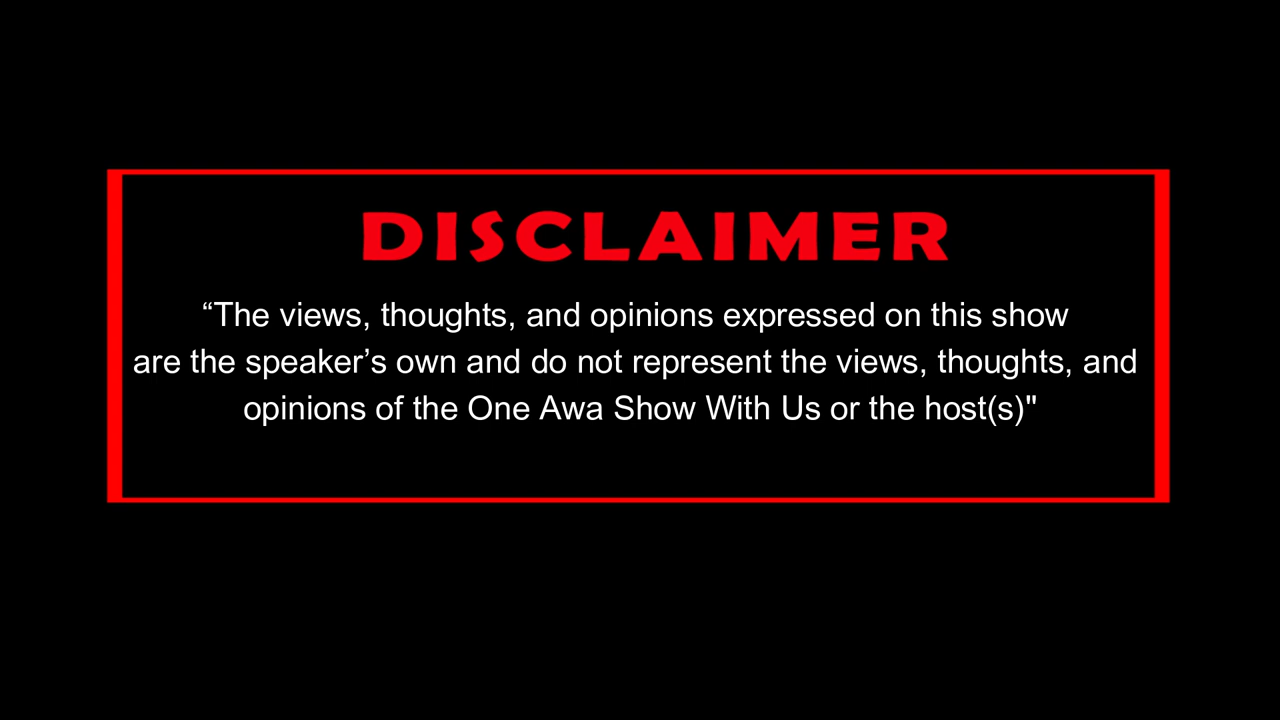 DISCLAIMER
“The views, thoughts, and opinions expressed on this show
are the speaker’s own and do not represent the views, thoughts, and
opinions of the One Awa Show With Us or the host(s)"